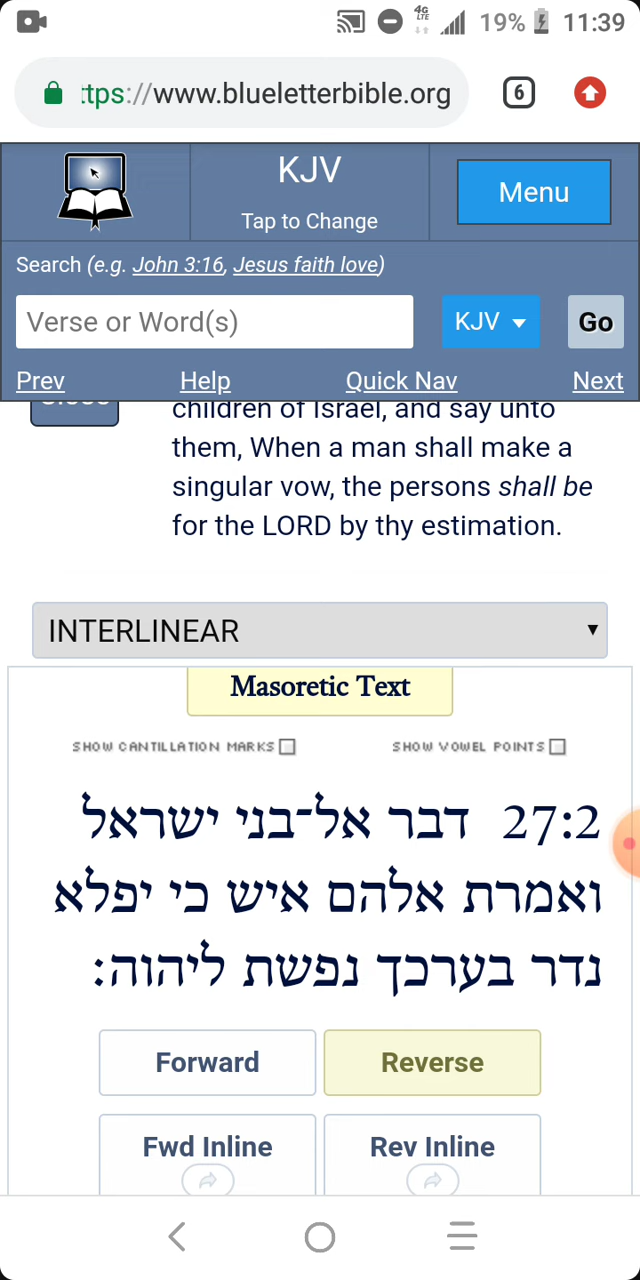 4G
LTE
19%
11:39
ttps://www.blueletterbible.org
6
KJV
Tap to Change
Menu
Search (e.g. John 3:16, Jesus faith love)
Verse or Word(s)
KJV
Go
Prev Help Quick Nav Next
children of Israel, and say unto
them, When a man shall make a
singular vow, the persons shall be
for the LORD by thy estimation.
INTERLINEAR
Masoretic Text
SHOW CANTILLATION MARKS
SHOW VOWEL POINTS
27:2 דבר אל־בני ישראל
ואמרת אלהם איש כי יפלא
נדר בערכך נפשת ליהוה׃
Forward
Reverse
Fwd Inline
Rev Inline